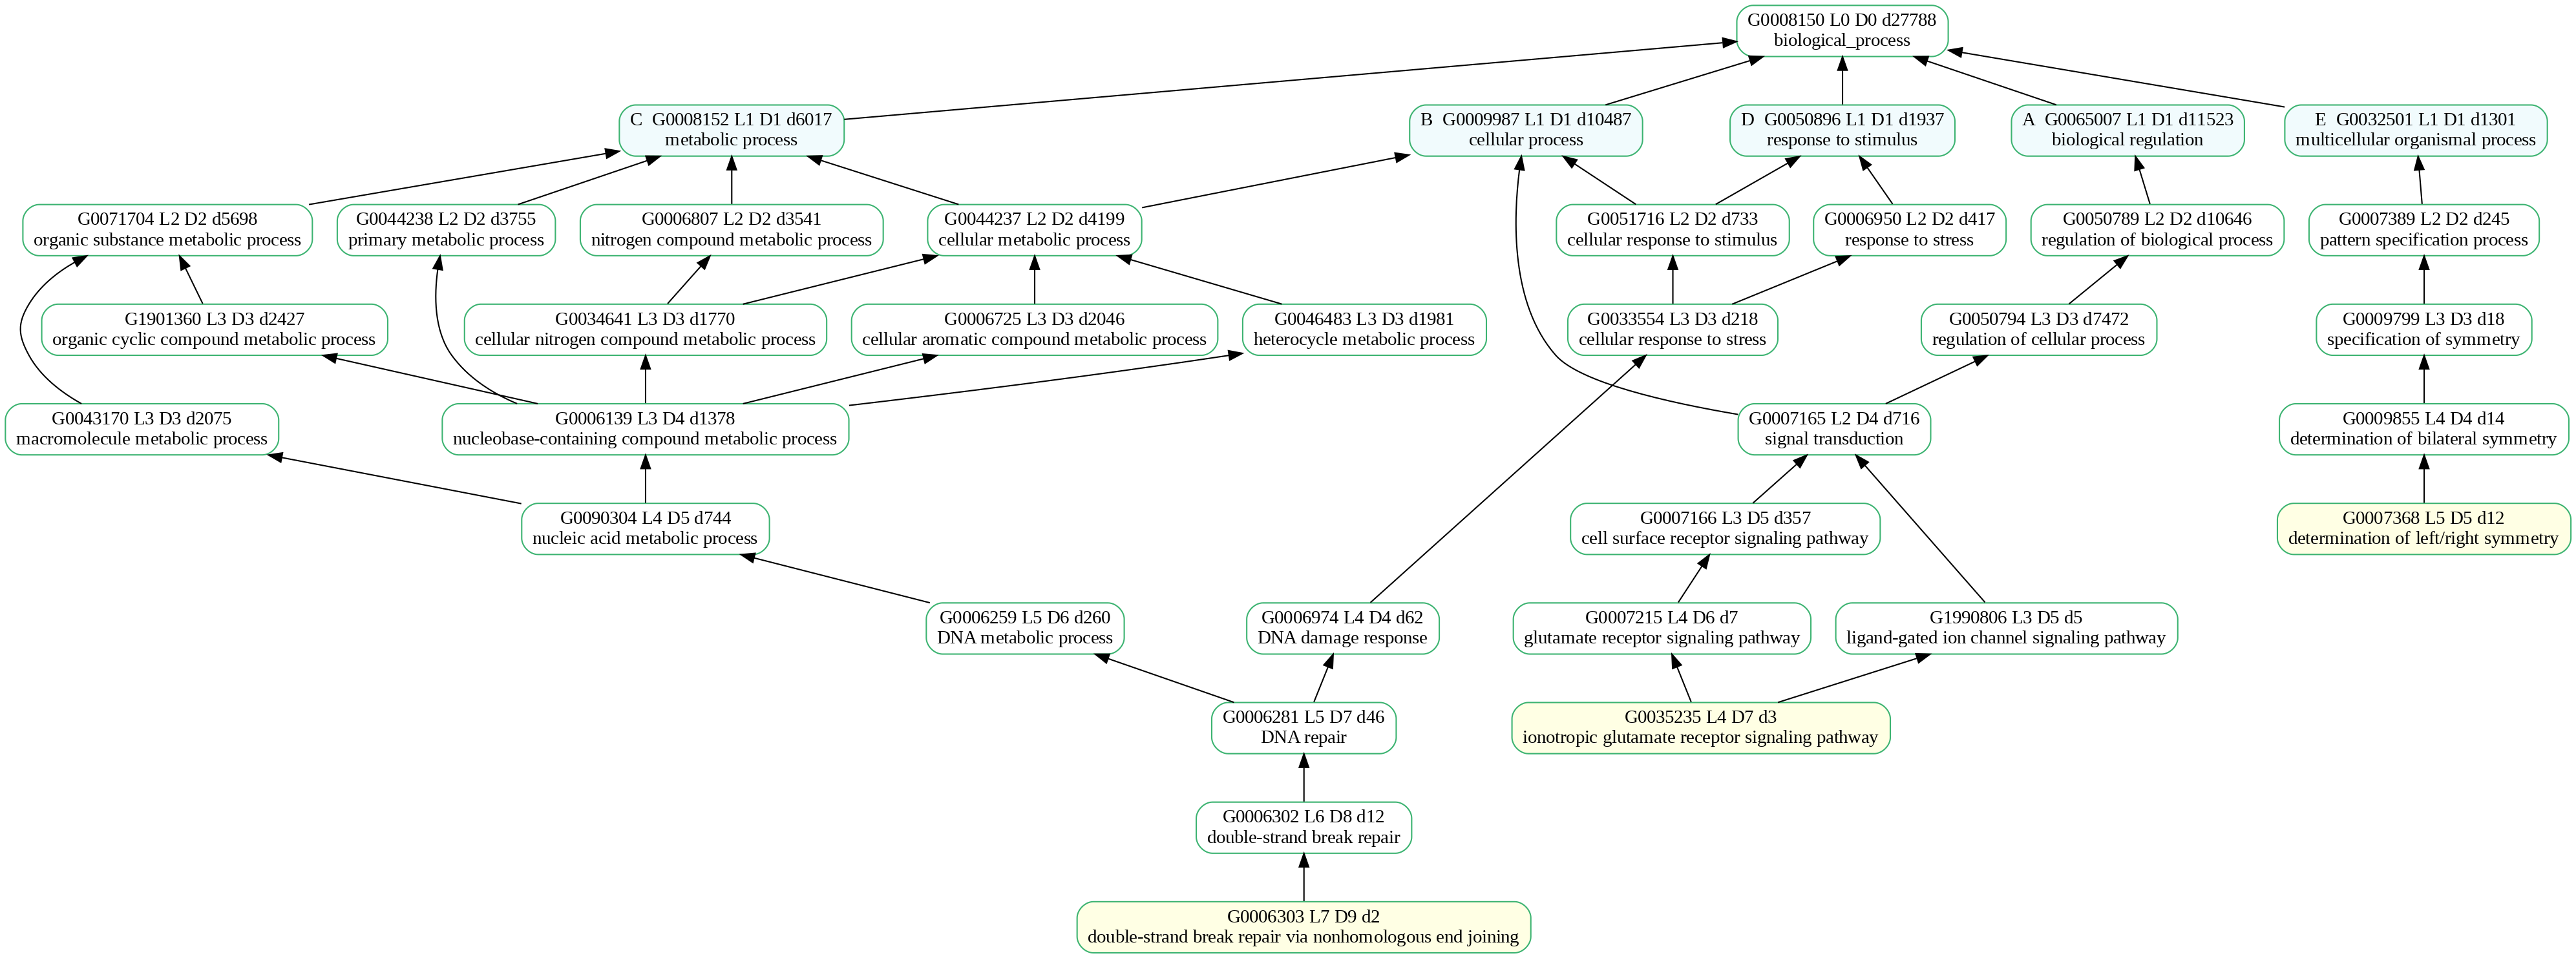 G0008150 L0 D0 d27788
biological_process
C  G0008152 L1 D1 d6017
metabolic process
B  G0009987 L1 D1 d10487
cellular process
D  G0050896 L1 D1 d1937
response to stimulus
A  G0065007 L1 D1 d11523
biological regulation
E  G0032501 L1 D1 d1301
multicellular organismal process
G0071704 L2 D2 d5698
organic substance metabolic process
G0044238 L2 D2 d3755
primary metabolic process
G0006807 L2 D2 d3541
nitrogen compound metabolic process
G0044237 L2 D2 d4199
cellular metabolic process
G0051716 L2 D2 d733
cellular response to stimulus
G0006950 L2 D2 d417
response to stress
G0050789 L2 D2 d10646
regulation of biological process
G0007389 L2 D2 d245
pattern specification process
G1901360 L3 D3 d2427
organic cyclic compound metabolic process
G0034641 L3 D3 d1770
cellular nitrogen compound metabolic process
G0006725 L3 D3 d2046
cellular aromatic compound metabolic process
G0046483 L3 D3 d1981
heterocycle metabolic process
G0033554 L3 D3 d218
cellular response to stress
G0050794 L3 D3 d7472
regulation of cellular process
G0009799 L3 D3 d18
specification of symmetry
G0043170 L3 D3 d2075
macromolecule metabolic process
G0006139 L3 D4 d1378
nucleobase-containing compound metabolic process
G0007165 L2 D4 d716
signal transduction
G0009855 L4 D4 d14
determination of bilateral symmetry
G0090304 L4 D5 d744
nucleic acid metabolic process
G0007166 L3 D5 d357
cell surface receptor signaling pathway
G0007368 L5 D5 d12
determination of left/right symmetry
G0006259 L5 D6 d260
DNA metabolic process
G0006974 L4 D4 d62
DNA damage response
G0007215 L4 D6 d7
glutamate receptor signaling pathway
G1990806 L3 D5 d5
ligand-gated ion channel signaling pathway
G0006281 L5 D7 d46
DNA repair
G0035235 L4 D7 d3
ionotropic glutamate receptor signaling pathway
G0006302 L6 D8 d12
double-strand break repair
G0006303 L7 D9 d2
double-strand break repair via nonhomologous end joining